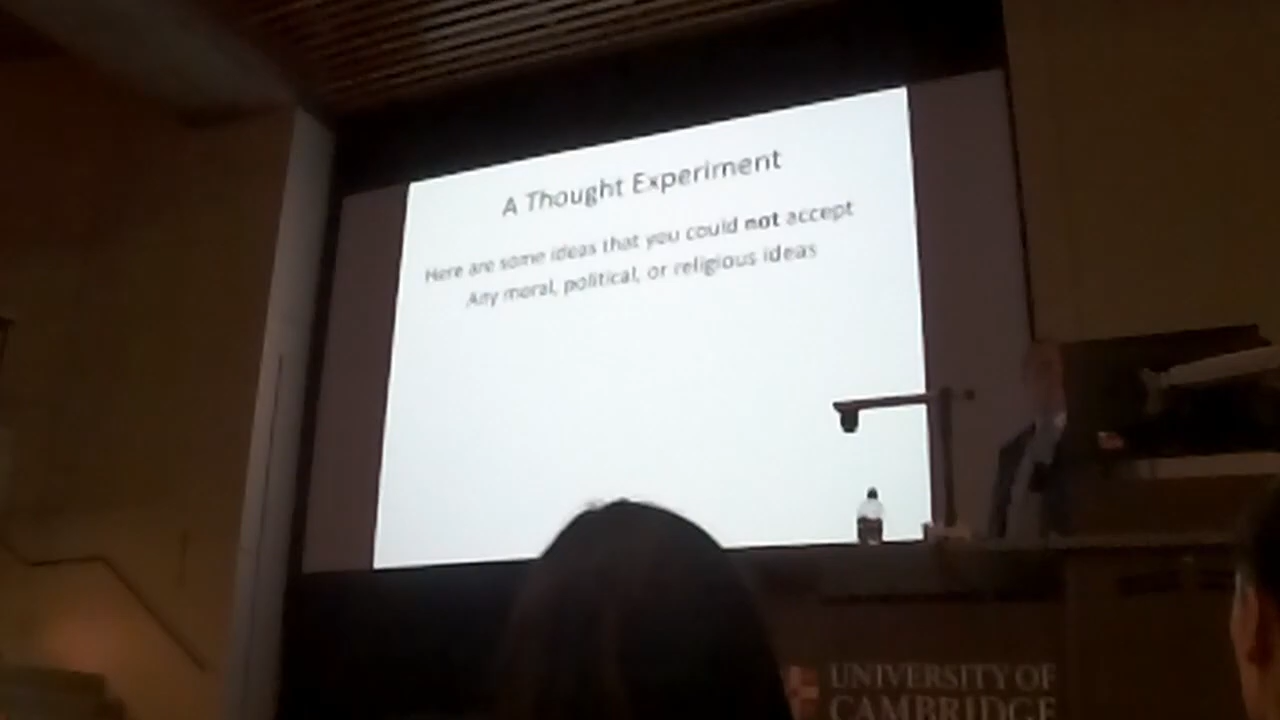 A Thought Experiment
Here are some ideas that you could not accept
Any moral, political, or religious ideas
UNIVERSITY OF
CAMBRIDGE